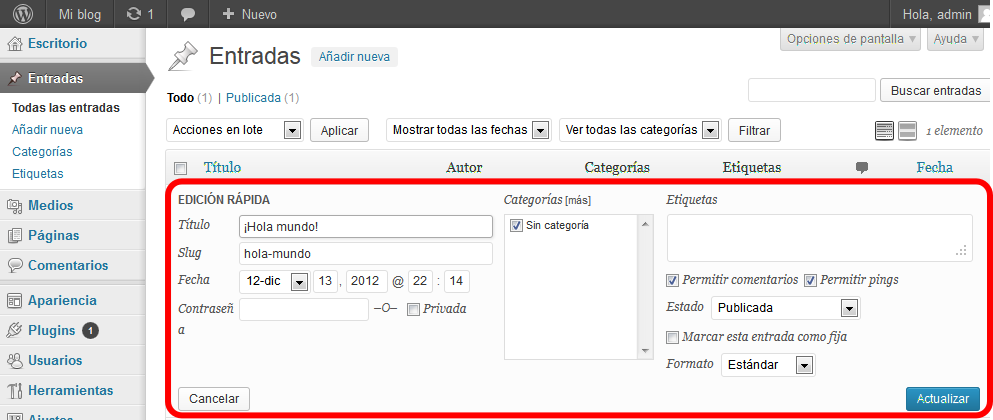 Mi blog 1 + Nuevo Hola, admin
Escritorio
Entradas
Todas las entradas
Añadir nueva
Categorías
Etiquetas
Medios
Páginas
Comentarios
Apariencia
Plugins 1
Usuarios
Herramientas
Ajustes
Opciones de pantalla Ayuda
Entradas Añadir nueva
Todo (1) | Publicada (1)
Buscar entradas
Acciones en lote Aplicar Mostrar todas las fechas Ver todas las categorías Filtrar 1 elemento
Título Autor Categorías Etiquetas Fecha
EDICIÓN RÁPIDA
Título ¡Hola mundo!
Slug hola-mundo
Fecha 12-dic 13, 2012 @ 22 : 14
Contraseñ –O– Privada
a
Categorías [más]
Sin categoría
Etiquetas
Permitir comentarios Permitir pings
Estado Publicada
Marcar esta entrada como fija
Formato Estándar
Cancelar Actualizar